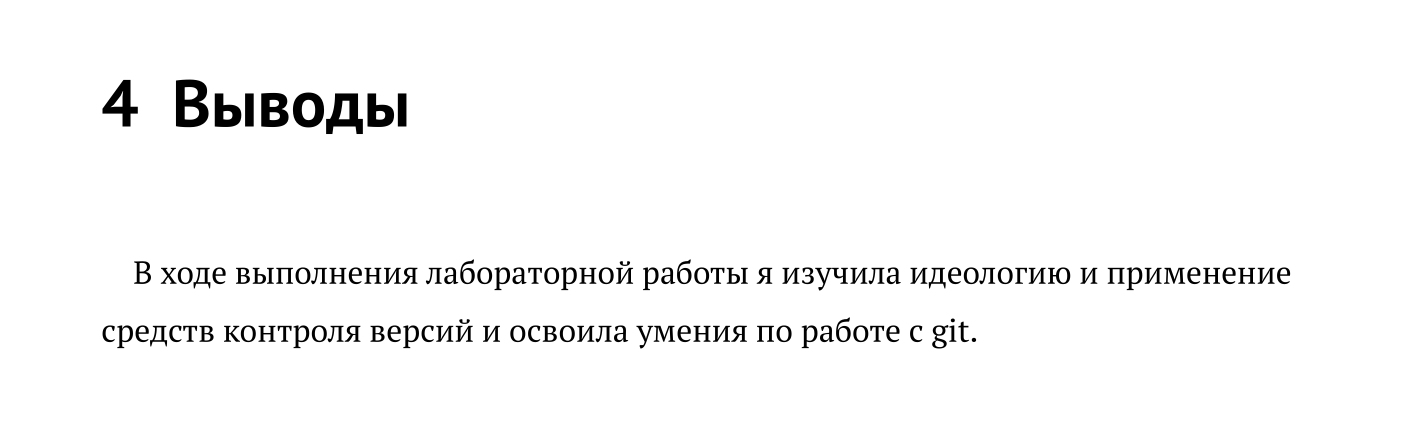 4 Выводы
В ходе выполнения лабораторной работы я изучила идеологию и применение
средств контроля версий и освоила умения по работе с git.